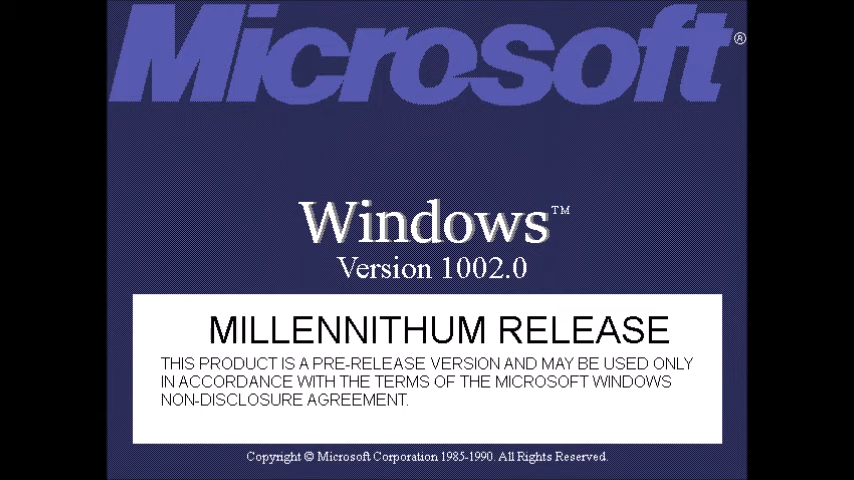 Microsoft®
Windows™
Version 1002.0
MILLENNITHUM RELEASE
THIS PRODUCT IS A PRE-RELEASE VERSION AND MAY BE USED ONLY
IN ACCORDANCE WITH THE TERMS OF THE MICROSOFT WINDOWS
NON-DISCLOSURE AGREEMENT.
Copyright © Microsoft Corporation 1985-1990. All Rights Reserved.